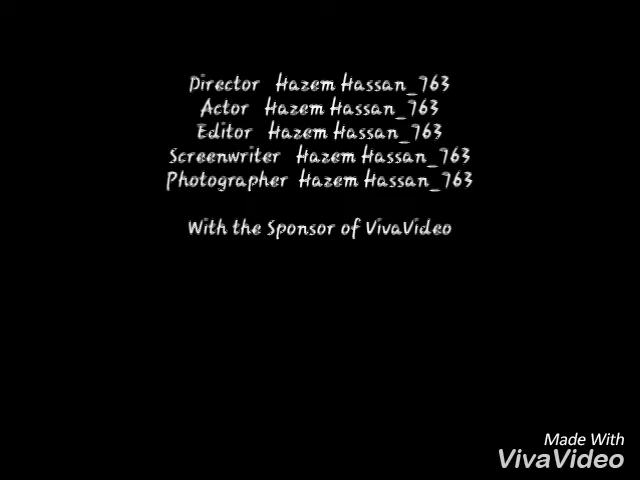 Director Hazem Hassan_763
Actor Hazem Hassan_763
Editor Hazem Hassan_763
Screenwriter Hazem Hassan_763
Photographer Hazem Hassan_763
With the Sponsor of VivaVideo
Made With
VivaVideo